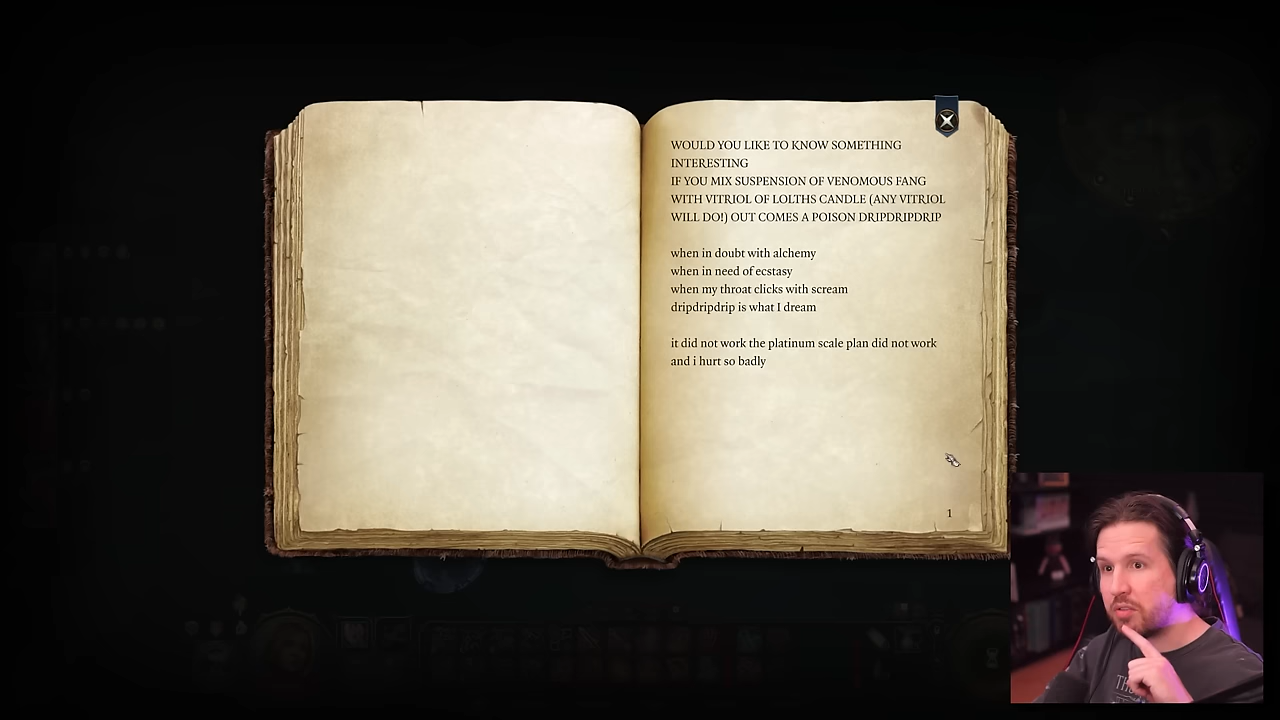 WOULD YOU LIKE TO KNOW SOMETHING
INTERESTING
IF YOU MIX SUSPENSION OF VENOMOUS FANG
WITH VITRIOL OF LOLTHS CANDLE (ANY VITRIOL
WILL DO!) OUT COMES A POISON DRIPDRIPDRIP
when in doubt with alchemy
when in need of ecstasy
when my throat clicks with scream
dripdripdrip is what I dream
it did not work the platinum scale plan did not work
and i hurt so badly
1